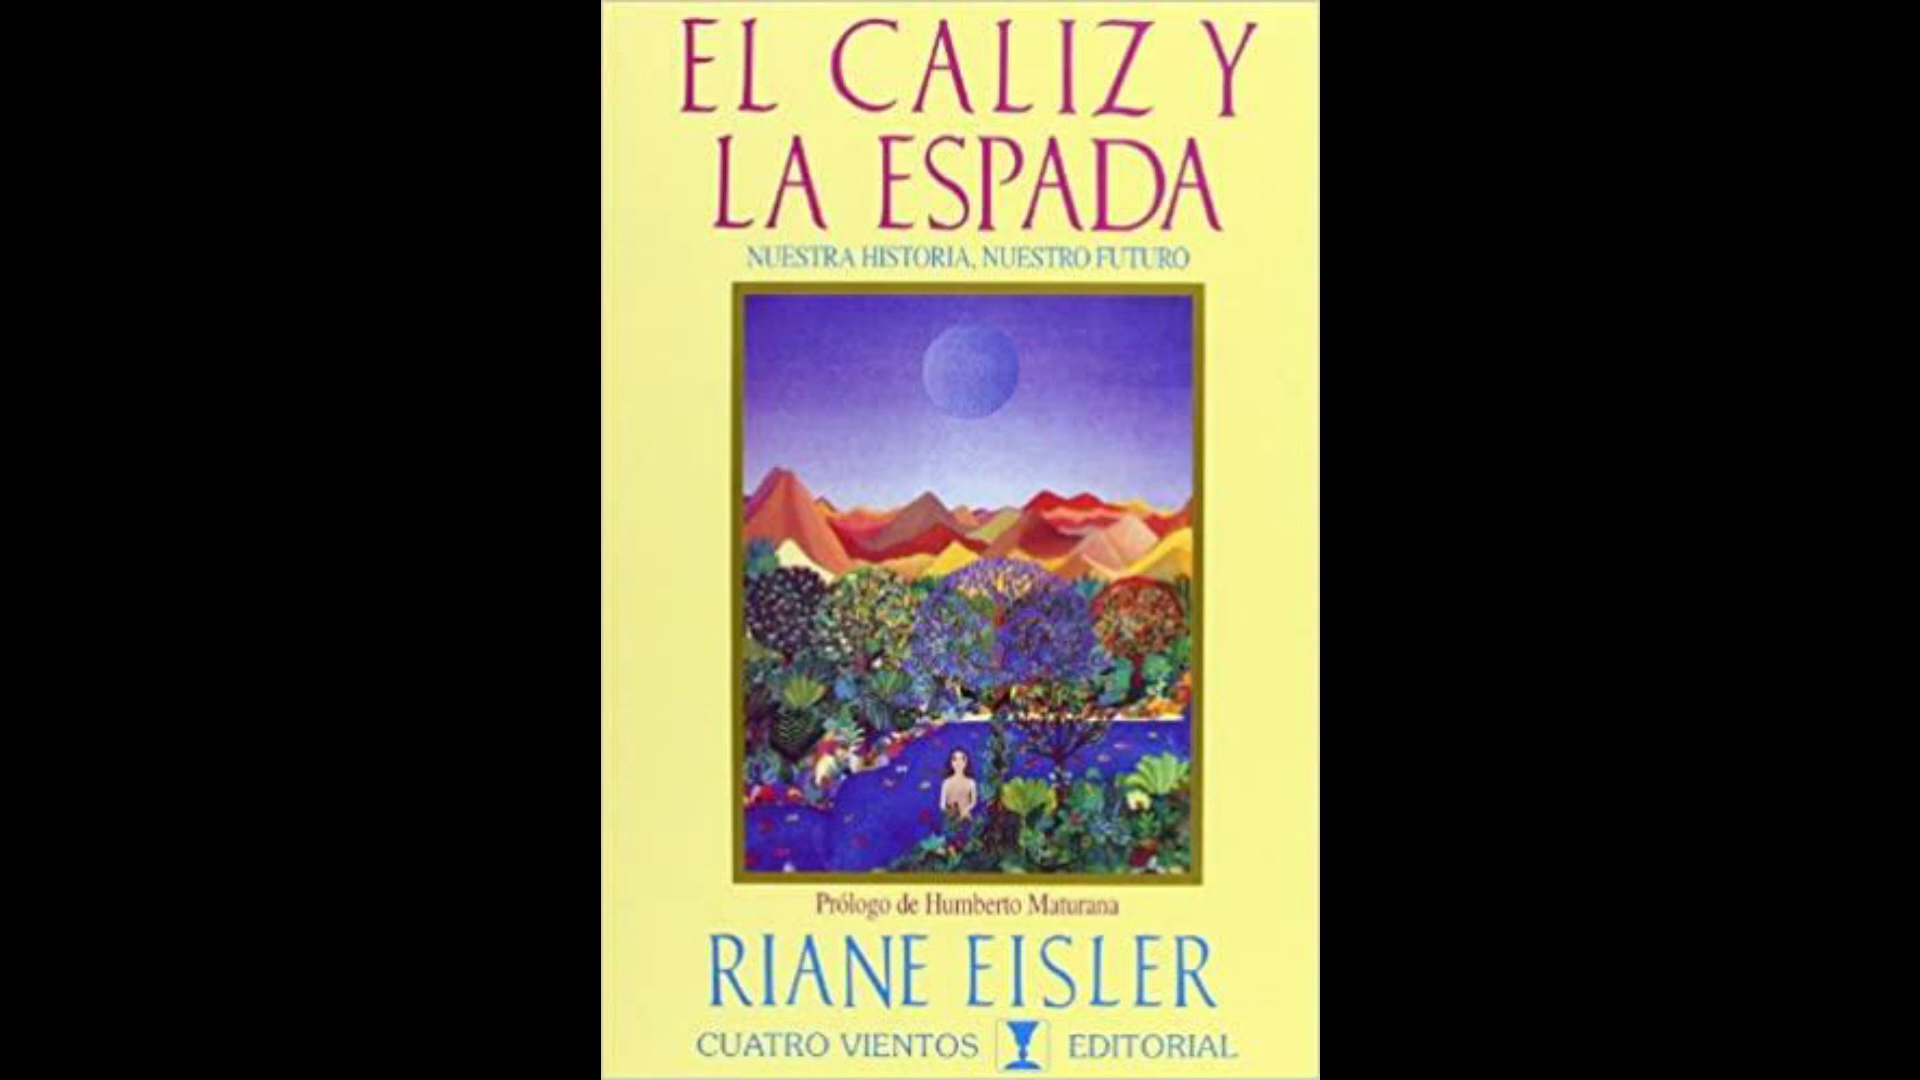 EL CALIZ Y
LA ESPADA
NUESTRA HISTORIA, NUESTRO FUTURO
Prólogo de Humberto Maturana
RIANE EISLER
CUATRO VIENTOS EDITORIAL